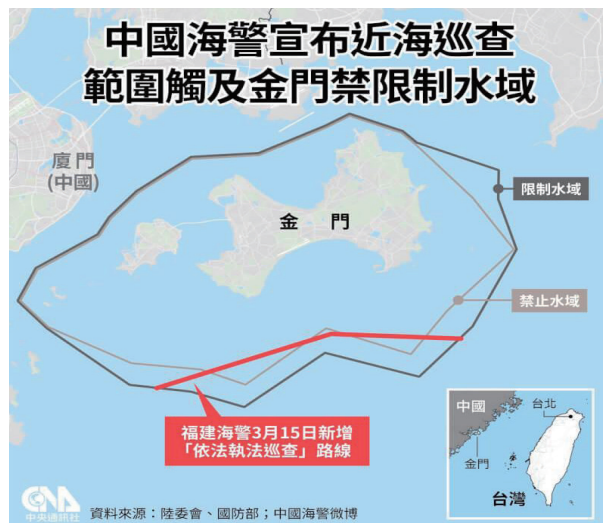 中國海警宣布近海巡查
範圍觸及金門禁限制水域
廈門
(中國)
限制水域
金門
禁止水域
福建海警3月15日新增
「依法執法巡查」路線
中國
台北
金門
台灣
CNA
中央通訊社
資料來源：陸委會、國防部；中國海警微博